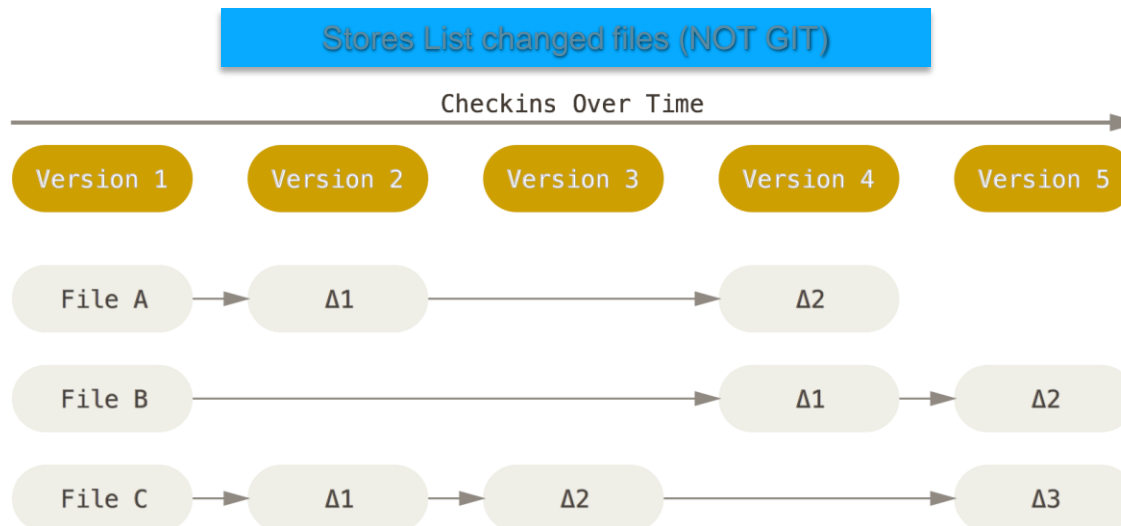 Stores List changed files (NOT GIT)
Checkins Over Time
Version 1 Version 2 Version 3 Version 4 Version 5
File A Δ1 Δ2
File B Δ1 Δ2
File C Δ1 Δ2 Δ3